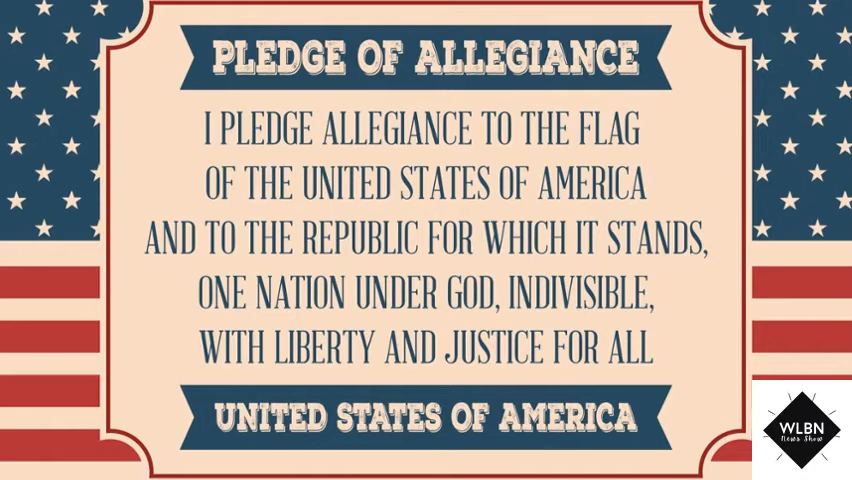 PLEDGE OF ALLEGIANCE
I PLEDGE ALLEGIANCE TO THE FLAG
OF THE UNITED STATES OF AMERICA
AND TO THE REPUBLIC FOR WHICH IT STANDS,
ONE NATION UNDER GOD, INDIVISIBLE,
WITH LIBERTY AND JUSTICE FOR ALL
UNITED STATES OF AMERICA
WLBN
News Show